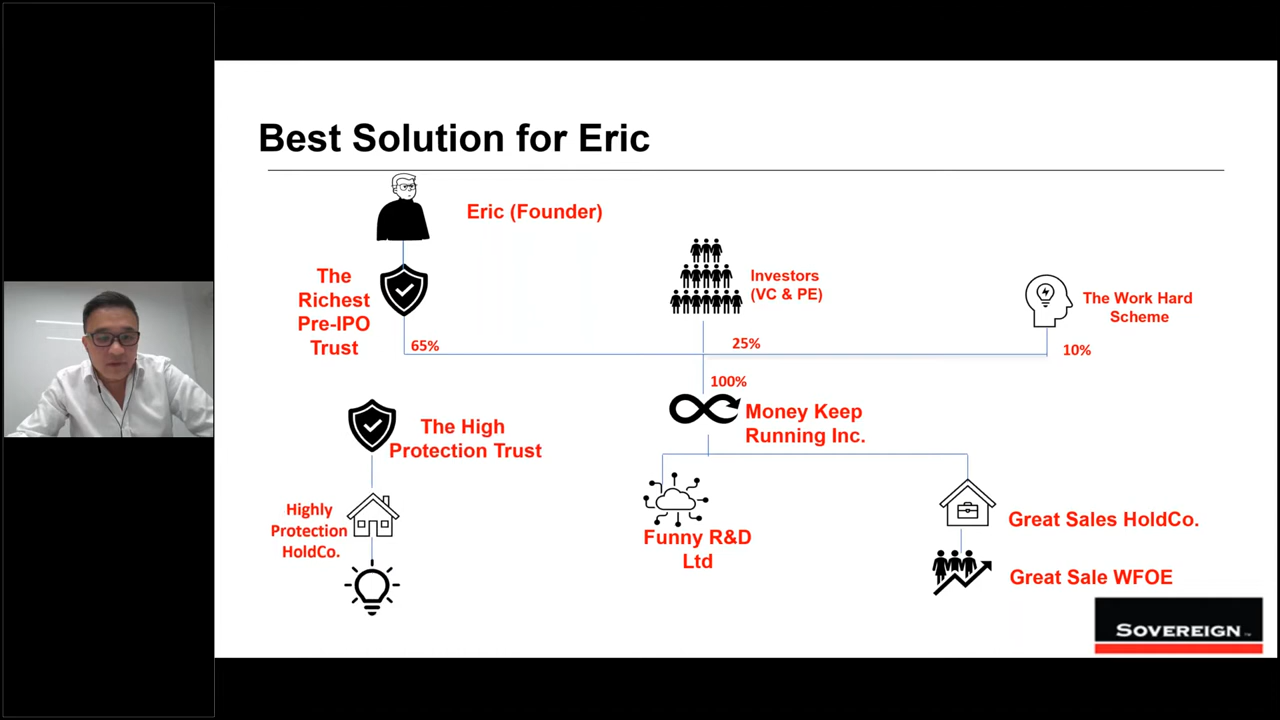 Best Solution for Eric
Eric (Founder)
The
Richest
Pre-IPO
Trust
65%
Investors
(VC & PE)
25%
The Work Hard
Scheme
10%
100%
Money Keep
Running Inc.
The High
Protection Trust
Highly
Protection
HoldCo.
Funny R&D
Ltd
Great Sales HoldCo.
Great Sale WFOE
SOVEREIGN™